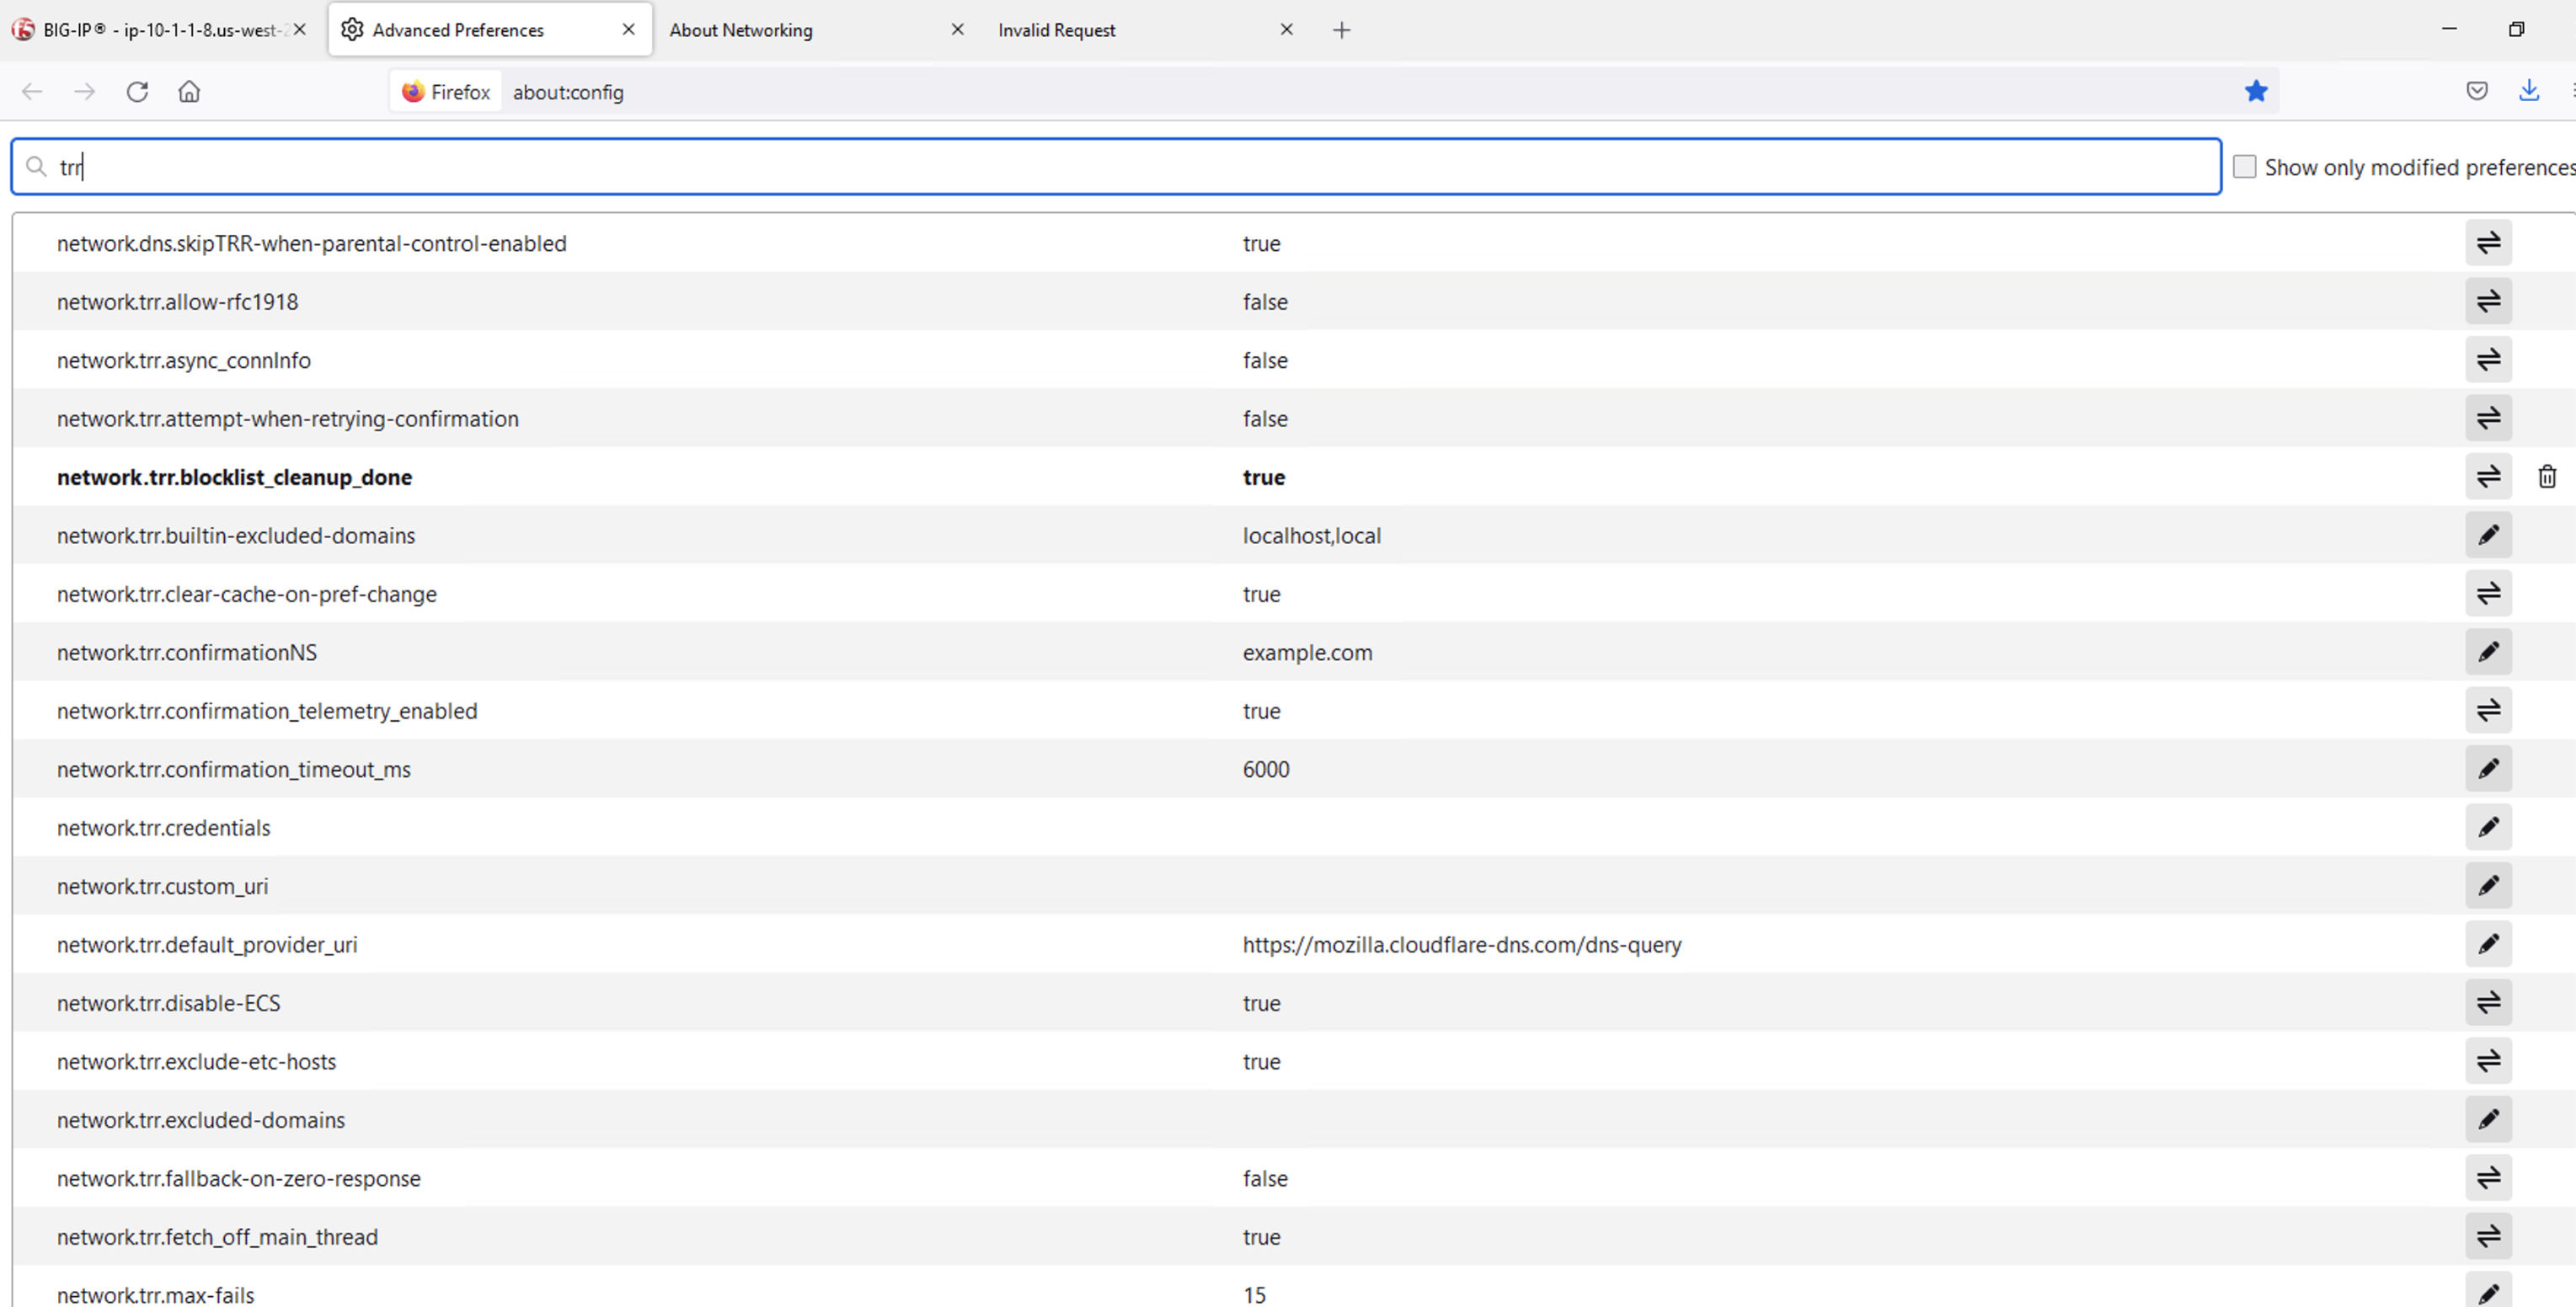 BIG-IP® - ip-10-1-1-8.us-west-2
Advanced Preferences
About Networking
Invalid Request
Firefox about:config
trr
Show only modified preferences
network.dns.skipTRR-when-parental-control-enabled true
network.trr.allow-rfc1918 false
network.trr.async_connInfo false
network.trr.attempt-when-retrying-confirmation false
network.trr.blocklist_cleanup_done true
network.trr.builtin-excluded-domains localhost,local
network.trr.clear-cache-on-pref-change true
network.trr.confirmationNS example.com
network.trr.confirmation_telemetry_enabled true
network.trr.confirmation_timeout_ms 6000
network.trr.credentials
network.trr.custom_uri
network.trr.default_provider_uri https://mozilla.cloudflare-dns.com/dns-query
network.trr.disable-ECS true
network.trr.exclude-etc-hosts true
network.trr.excluded-domains
network.trr.fallback-on-zero-response false
network.trr.fetch_off_main_thread true
network.trr.max-fails 15